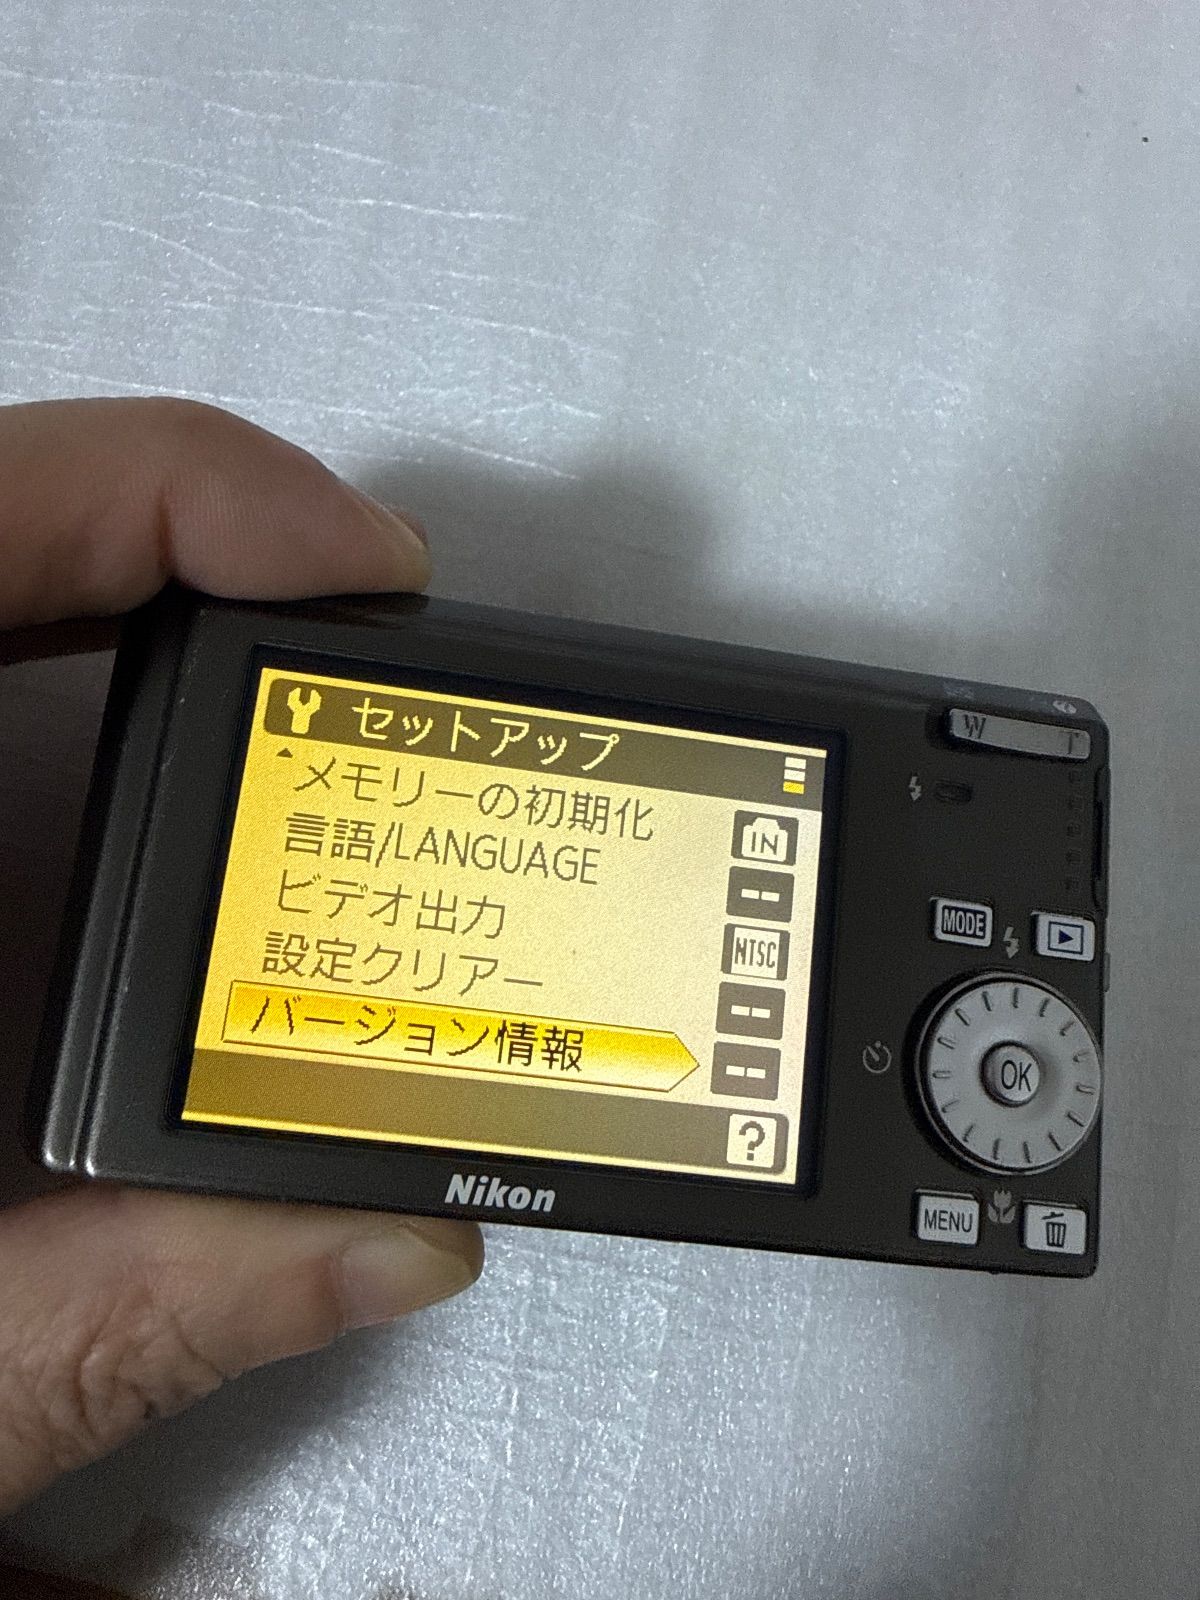 セットアップ
メモリーの初期化
IN
言語/LANGUAGE
--
ビデオ出力
NTSC
設定クリアー
--
バージョン情報
--
?
Nikon
W T
MODE
OK
MENU